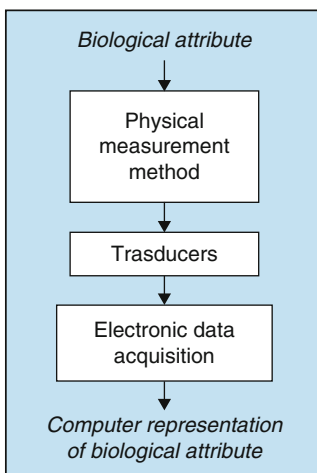 Biological attribute
Physical
measurement
method
Trasducers
Electronic data
acquisition
Computer representation
of biological attribute